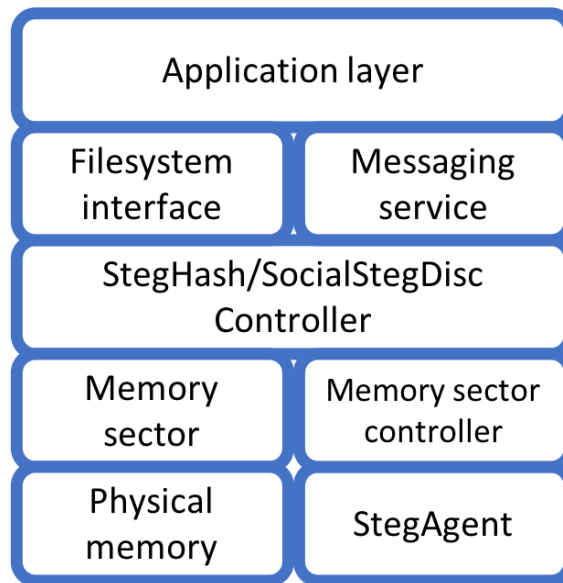 Application layer
Filesystem
interface
Messaging
service
StegHash/SocialStegDisc
Controller
Memory
sector
Memory sector
controller
Physical
memory
StegAgent